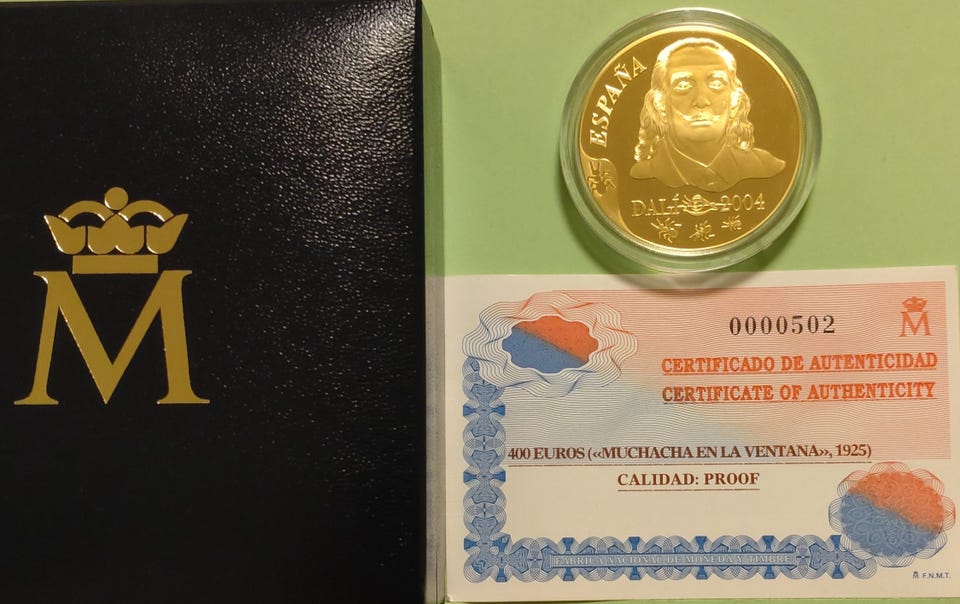 M
ESPAÑA
DALÍ 2004
0000502
M
CERTIFICADO DE AUTENTICIDAD
CERTIFICATE OF AUTHENTICITY
400 EUROS («MUCHACHA EN LA VENTANA», 1925)
CALIDAD: PROOF
FABRICA NACIONAL DE MONEDA Y TIMBRE
M F.N.M.T.